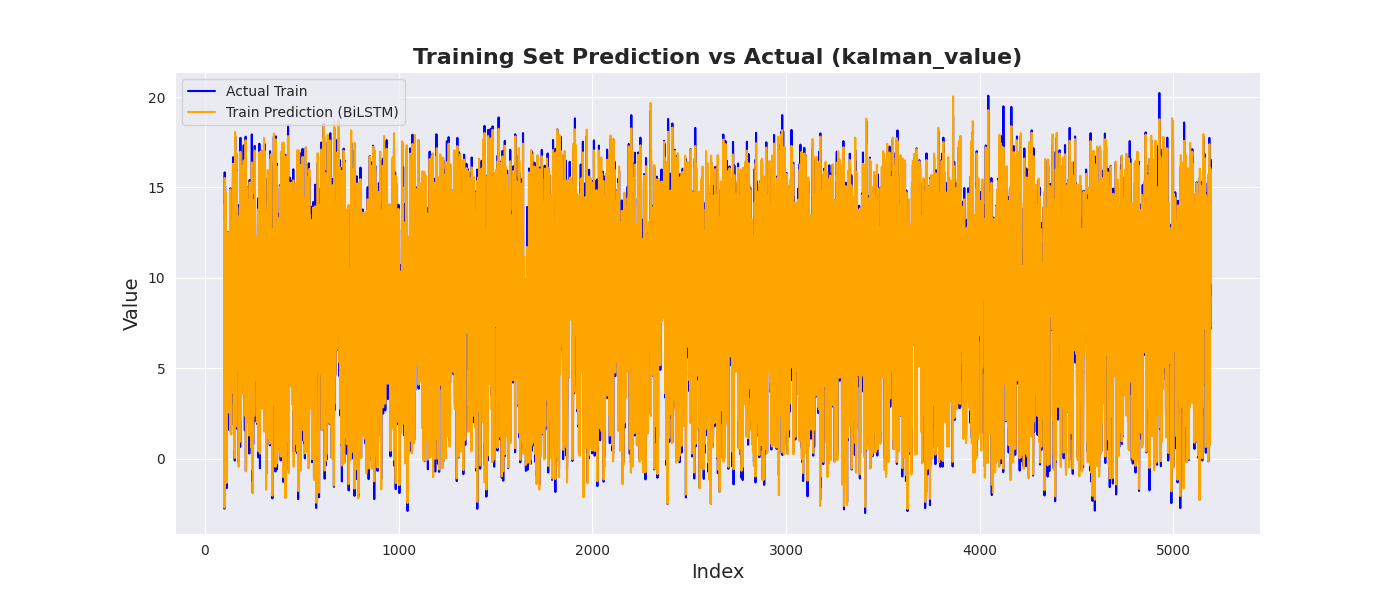 Training Set Prediction vs Actual (kalman_value)
Actual Train
Train Prediction (BiLSTM)
20
15
10
5
0
Value
0 1000 2000 3000 4000 5000
Index